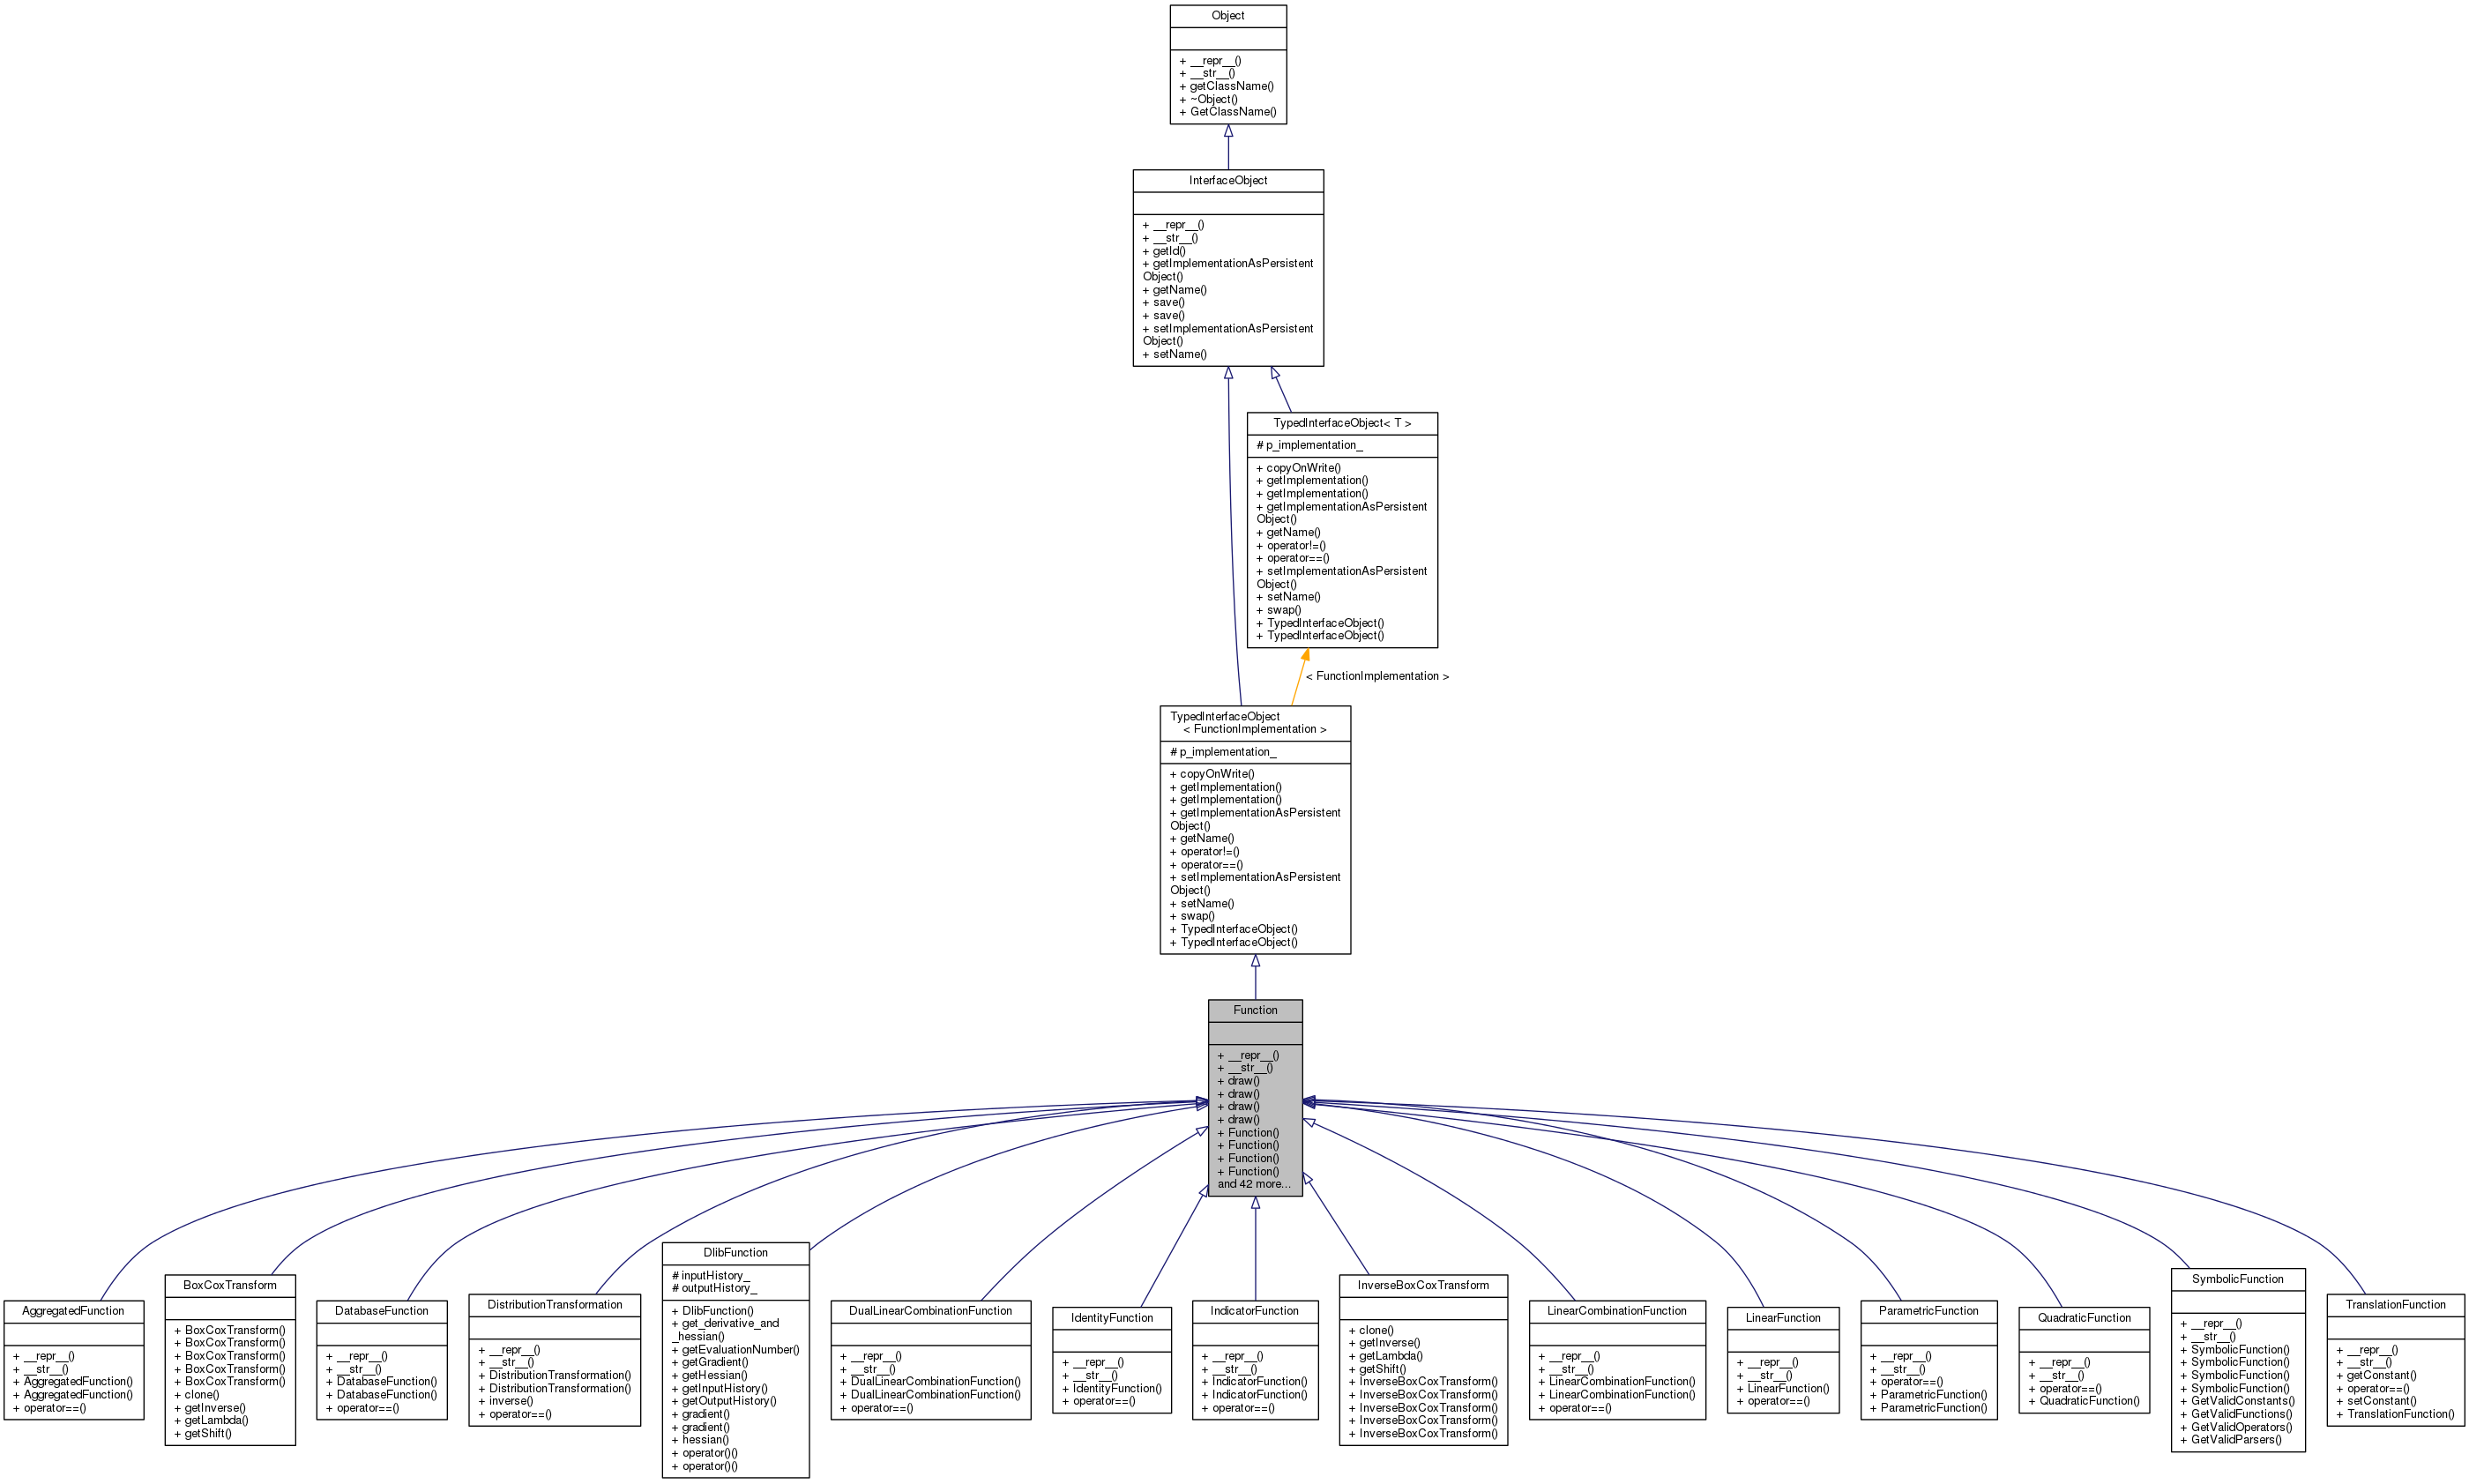 Object
+ __repr__()
+ __str__()
+ getClassName()
+ ~Object()
+ GetClassName()
InterfaceObject
+ __repr__()
+ __str__()
+ getId()
+ getImplementationAsPersistent
Object()
+ getName()
+ save()
+ save()
+ setImplementationAsPersistent
Object()
+ setName()
TypedInterfaceObject< T >
# p_implementation_
+ copyOnWrite()
+ getImplementation()
+ getImplementation()
+ getImplementationAsPersistent
Object()
+ getName()
+ operator!=()
+ operator==()
+ setImplementationAsPersistent
Object()
+ setName()
+ swap()
+ TypedInterfaceObject()
+ TypedInterfaceObject()
< FunctionImplementation >
TypedInterfaceObject
< FunctionImplementation >
# p_implementation_
+ copyOnWrite()
+ getImplementation()
+ getImplementation()
+ getImplementationAsPersistent
Object()
+ getName()
+ operator!=()
+ operator==()
+ setImplementationAsPersistent
Object()
+ setName()
+ swap()
+ TypedInterfaceObject()
+ TypedInterfaceObject()
Function
+ __repr__()
+ __str__()
+ draw()
+ draw()
+ draw()
+ draw()
+ Function()
+ Function()
+ Function()
+ Function()
and 42 more...
AggregatedFunction
+ __repr__()
+ __str__()
+ AggregatedFunction()
+ AggregatedFunction()
+ operator==()
BoxCoxTransform
+ BoxCoxTransform()
+ BoxCoxTransform()
+ BoxCoxTransform()
+ BoxCoxTransform()
+ BoxCoxTransform()
+ clone()
+ getInverse()
+ getLambda()
+ getShift()
DatabaseFunction
+ __repr__()
+ __str__()
+ DatabaseFunction()
+ DatabaseFunction()
+ operator==()
DistributionTransformation
+ __repr__()
+ __str__()
+ DistributionTransformation()
+ DistributionTransformation()
+ inverse()
+ operator==()
DlibFunction
# inputHistory_
# outputHistory_
+ DlibFunction()
+ get_derivative_and
_hessian()
+ getEvaluationNumber()
+ getGradient()
+ getHessian()
+ getInputHistory()
+ getOutputHistory()
+ gradient()
+ gradient()
+ hessian()
+ operator()()
+ operator()()
DualLinearCombinationFunction
+ __repr__()
+ __str__()
+ DualLinearCombinationFunction()
+ DualLinearCombinationFunction()
+ operator==()
IdentityFunction
+ __repr__()
+ __str__()
+ IdentityFunction()
+ operator==()
IndicatorFunction
+ __repr__()
+ __str__()
+ IndicatorFunction()
+ IndicatorFunction()
+ operator==()
InverseBoxCoxTransform
+ clone()
+ getInverse()
+ getLambda()
+ getShift()
+ InverseBoxCoxTransform()
+ InverseBoxCoxTransform()
+ InverseBoxCoxTransform()
+ InverseBoxCoxTransform()
+ InverseBoxCoxTransform()
LinearCombinationFunction
+ __repr__()
+ __str__()
+ LinearCombinationFunction()
+ LinearCombinationFunction()
+ operator==()
LinearFunction
+ __repr__()
+ __str__()
+ LinearFunction()
+ operator==()
ParametricFunction
+ __repr__()
+ __str__()
+ operator==()
+ ParametricFunction()
+ ParametricFunction()
QuadraticFunction
+ __repr__()
+ __str__()
+ operator==()
+ QuadraticFunction()
SymbolicFunction
+ __repr__()
+ __str__()
+ SymbolicFunction()
+ SymbolicFunction()
+ SymbolicFunction()
+ SymbolicFunction()
+ GetValidConstants()
+ GetValidFunctions()
+ GetValidOperators()
+ GetValidParsers()
TranslationFunction
+ __repr__()
+ __str__()
+ getConstant()
+ operator==()
+ setConstant()
+ TranslationFunction()